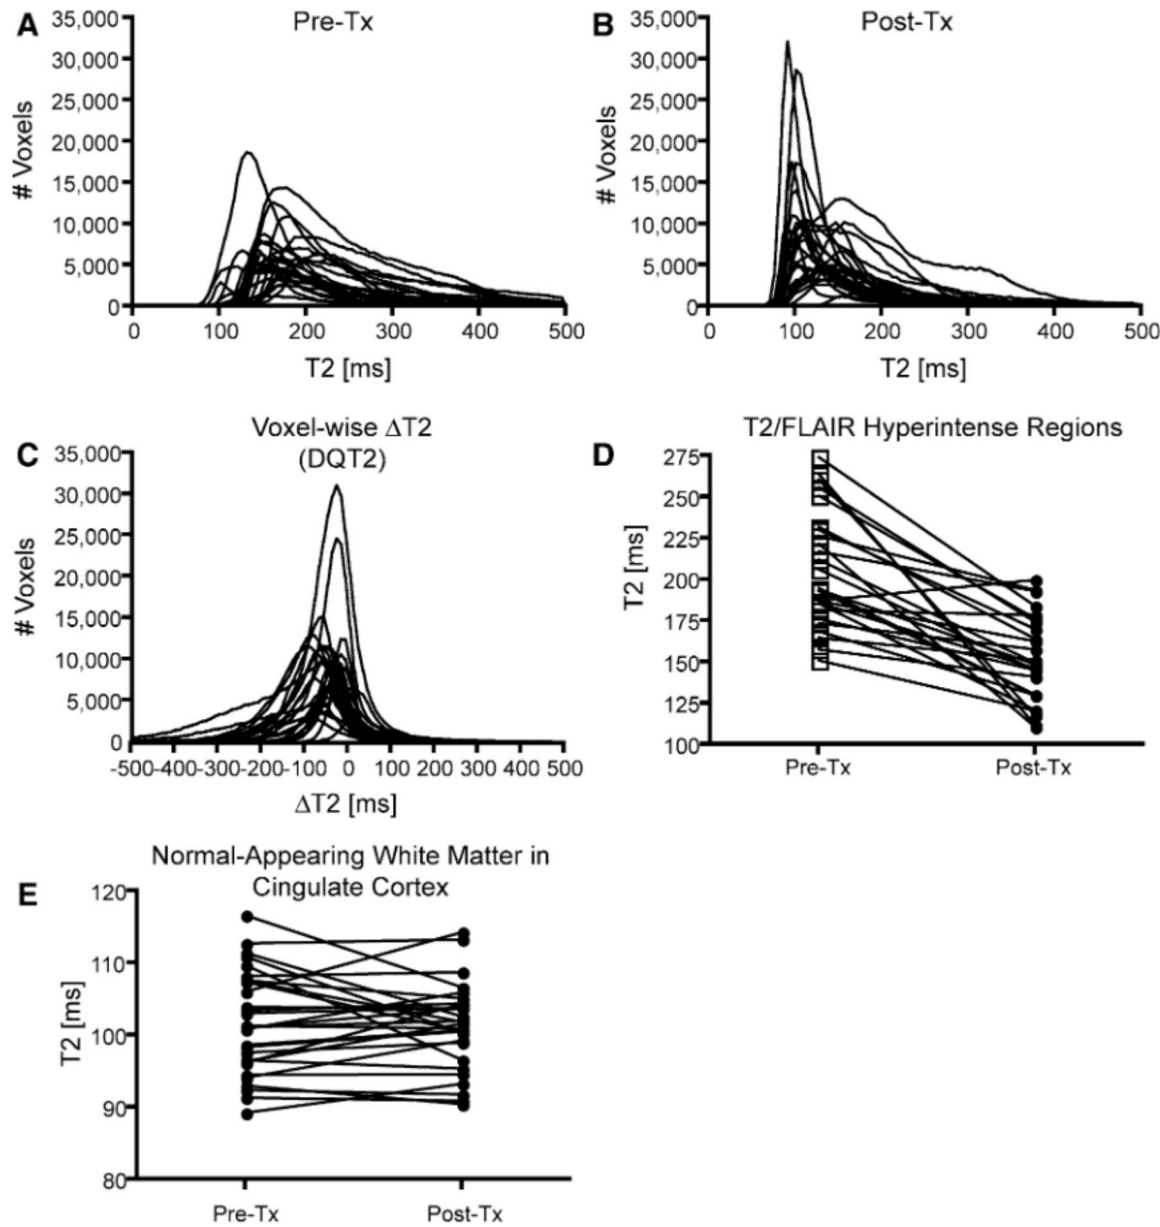 A
Pre-Tx
35,000
30,000
25,000
20,000
15,000
10,000
5,000
0
# Voxels
0 100 200 300 400 500
T2 [ms]
B
Post-Tx
35,000
30,000
25,000
20,000
15,000
10,000
5,000
0
# Voxels
0 100 200 300 400 500
T2 [ms]
C
Voxel-wise ΔT2
(DQT2)
35,000
30,000
25,000
20,000
15,000
10,000
5,000
0
# Voxels
-500-400-300-200-100 0 100 200 300 400 500
ΔT2 [ms]
D
T2/FLAIR Hyperintense Regions
275
250
225
200
175
150
125
100
T2 [ms]
Pre-Tx Post-Tx
E
Normal-Appearing White Matter in
Cingulate Cortex
120
110
100
90
80
T2 [ms]
Pre-Tx Post-Tx